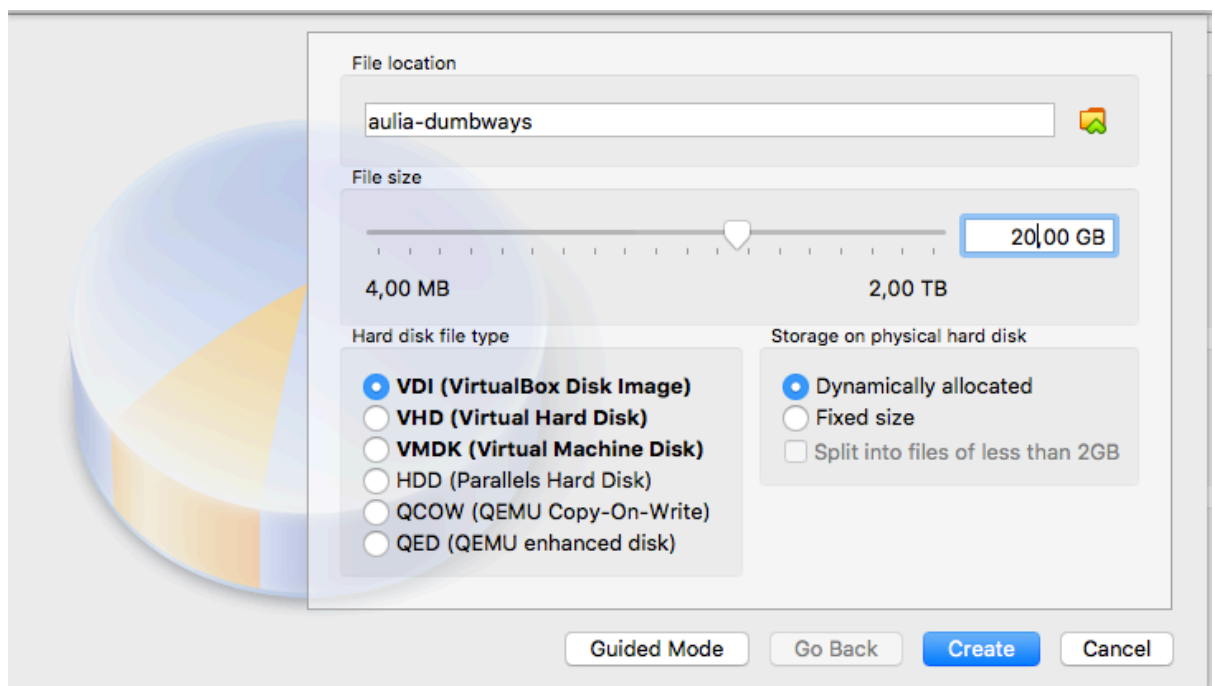 File location
aulia-dumbways
File size
20,00 GB
4,00 MB 2,00 TB
Hard disk file type
VDI (VirtualBox Disk Image)
VHD (Virtual Hard Disk)
VMDK (Virtual Machine Disk)
HDD (Parallels Hard Disk)
QCOW (QEMU Copy-On-Write)
QED (QEMU enhanced disk)
Storage on physical hard disk
Dynamically allocated
Fixed size
Split into files of less than 2GB
Guided Mode Go Back Create Cancel